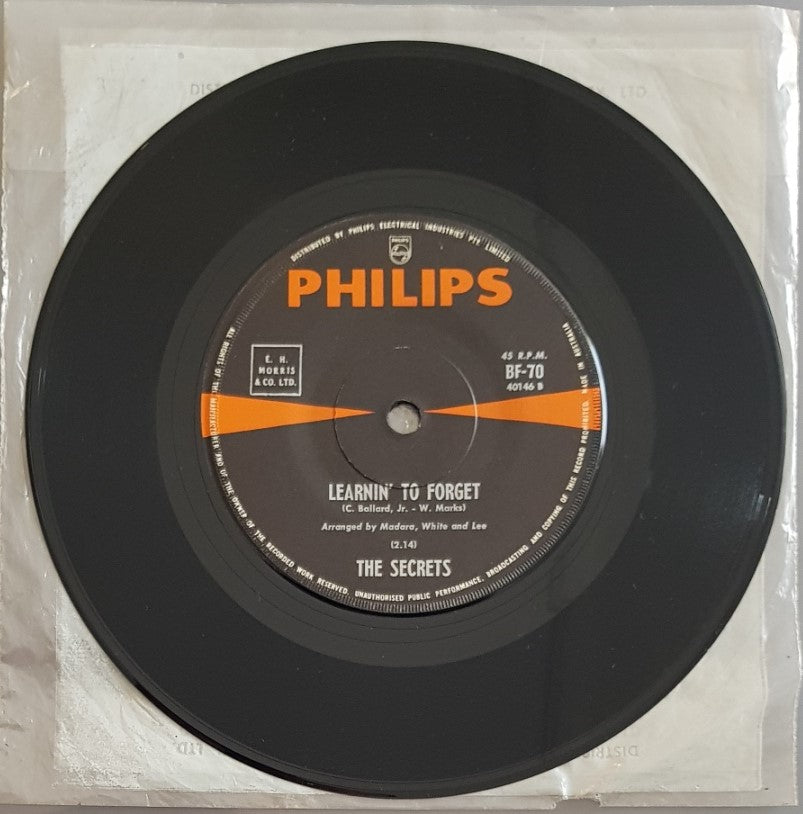 DISTRIBUTED BY PHILIPS ELECTRICAL INDUSTRIES PTY. LIMITED
PHILIPS
PHILIPS
E. H.
MORRIS
& CO. LTD.
45 R.P.M.
BF-70
40146 B
LEARNIN' TO FORGET
(C. Ballard, Jr. - W. Marks)
Arranged by Madara, White and Lee
(2.14)
THE SECRETS
ALL RIGHTS OF THE MANUFACTURER AND OF THE OWNER OF THE RECORDED WORK RESERVED. UNAUTHORISED PUBLIC PERFORMANCE, BROADCASTING AND COPYING OF THIS RECORD PROHIBITED. MADE IN AUSTRALIA